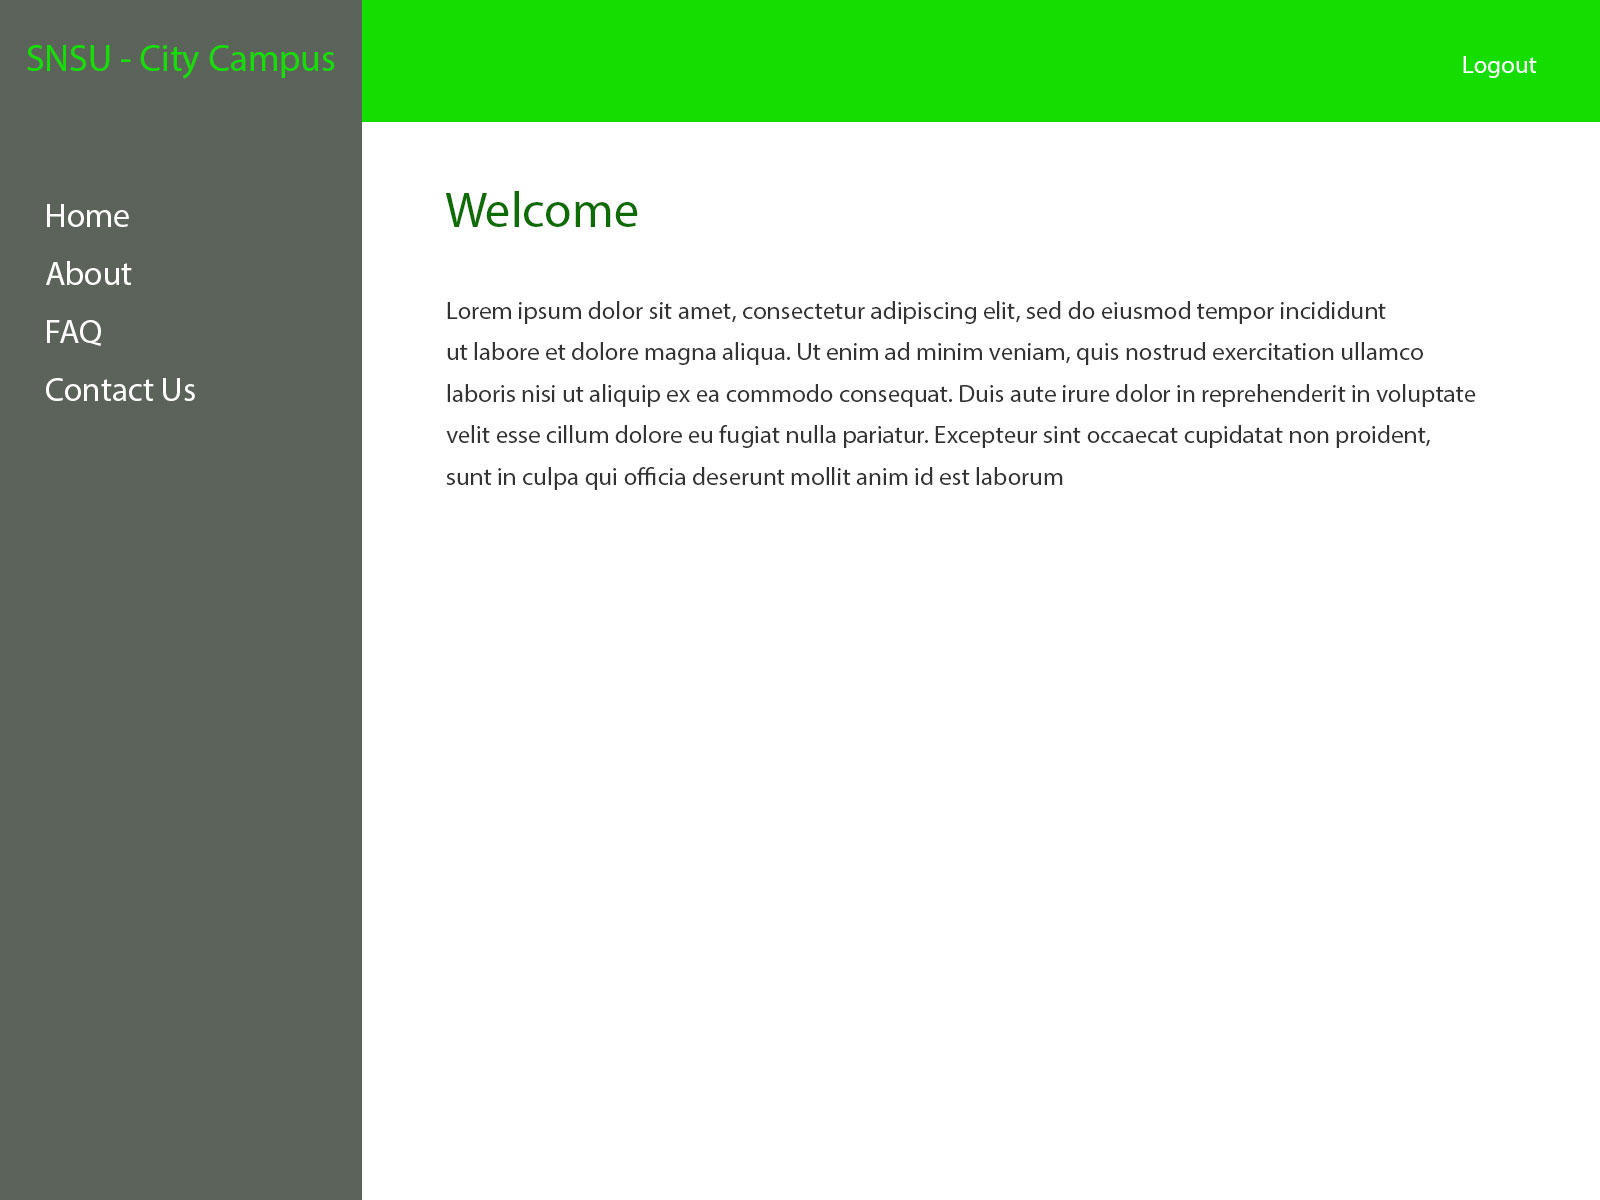 SNSU - City Campus
Logout
Home
About
FAQ
Contact Us
Welcome
Lorem ipsum dolor sit amet, consectetur adipiscing elit, sed do eiusmod tempor incididunt
ut labore et dolore magna aliqua. Ut enim ad minim veniam, quis nostrud exercitation ullamco
laboris nisi ut aliquip ex ea commodo consequat. Duis aute irure dolor in reprehenderit in voluptate
velit esse cillum dolore eu fugiat nulla pariatur. Excepteur sint occaecat cupidatat non proident,
sunt in culpa qui officia deserunt mollit anim id est laborum